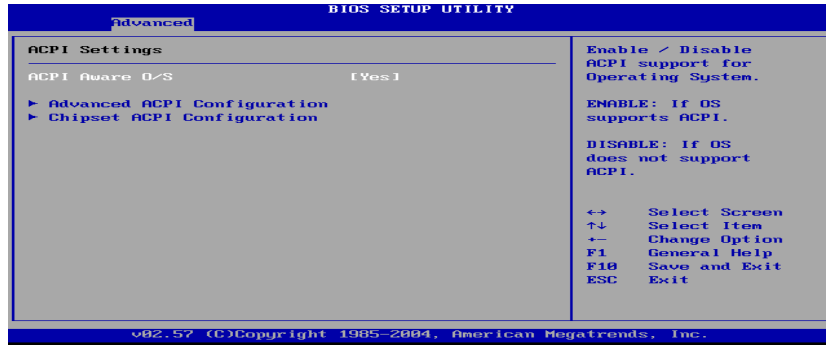 BIOS SETUP UTILITY
Advanced
ACPI Settings
ACPI Aware O/S [Yes]
► Advanced ACPI Configuration
► Chipset ACPI Configuration
Enable / Disable
ACPI support for
Operating System.
ENABLE: If OS
supports ACPI.
DISABLE: If OS
does not support
ACPI.
←→ Select Screen
↑↓ Select Item
+- Change Option
F1 General Help
F10 Save and Exit
ESC Exit
v02.57 (C)Copyright 1985-2004, American Megatrends, Inc.